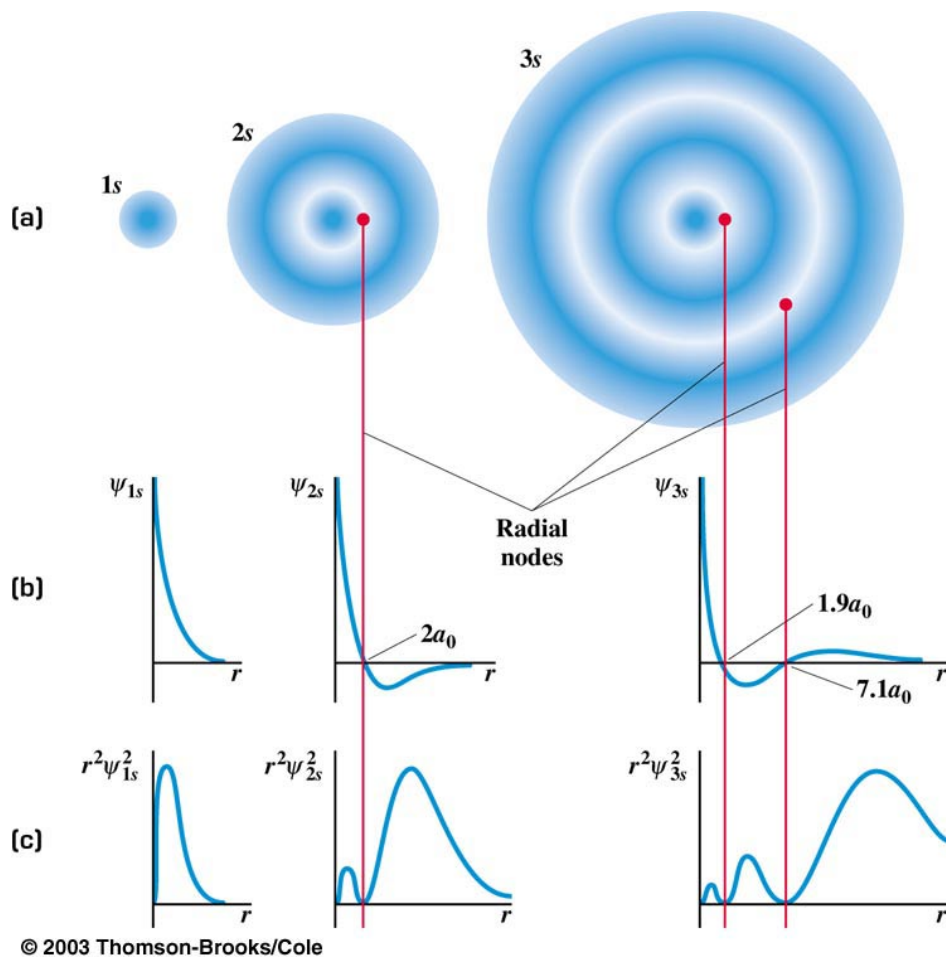 3s
2s
1s
(a)
ψ1s
ψ2s
ψ3s
Radial
nodes
(b)
1.9a0
2a0
r
r
r
7.1a0
r²ψ²1s
r²ψ²2s
r²ψ²3s
(c)
r
r
r
© 2003 Thomson-Brooks/Cole